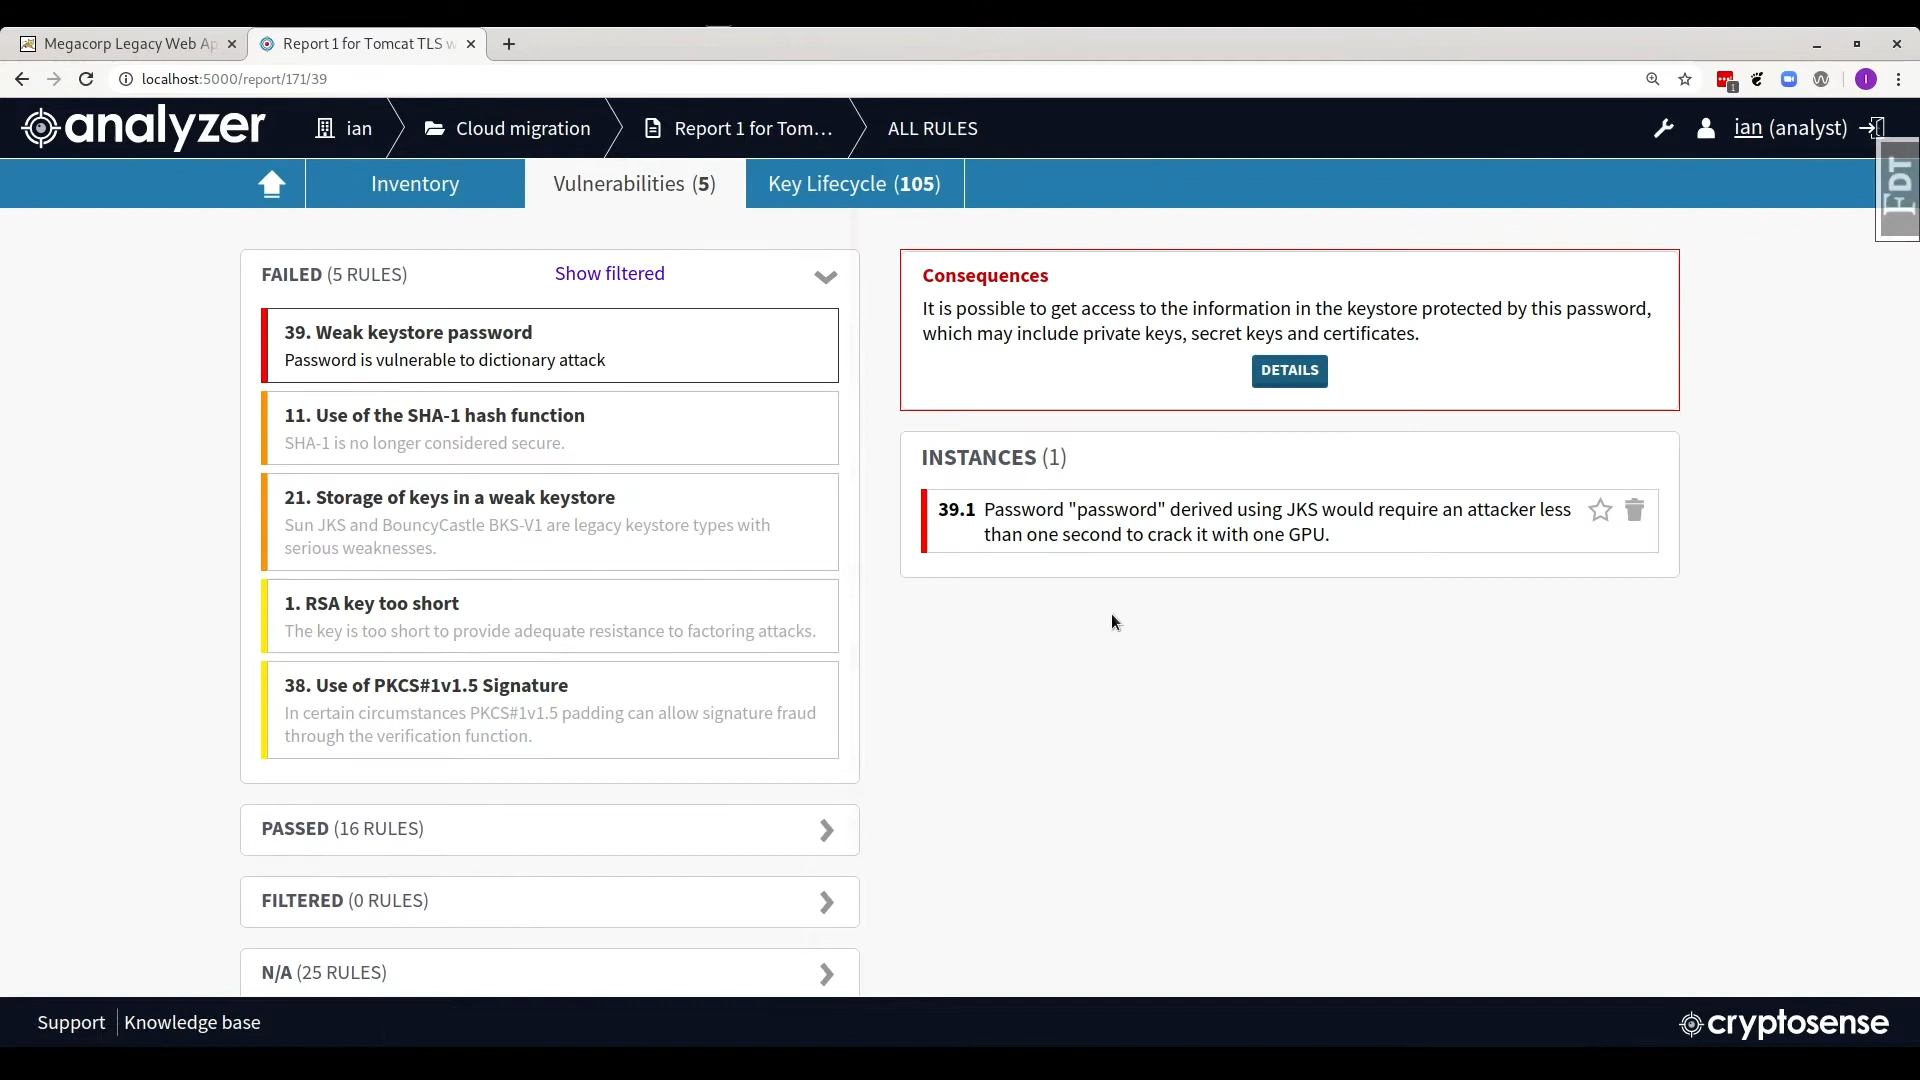 Megacorp Legacy Web Ap
Report 1 for Tomcat TLS w
localhost:5000/report/171/39
1
I
analyzer
ian
Cloud migration
Report 1 for Tom...
ALL RULES
ian (analyst)
FDT
Inventory
Vulnerabilities (5)
Key Lifecycle (105)
FAILED (5 RULES)
Show filtered
39. Weak keystore password
Password is vulnerable to dictionary attack
11. Use of the SHA-1 hash function
SHA-1 is no longer considered secure.
21. Storage of keys in a weak keystore
Sun JKS and BouncyCastle BKS-V1 are legacy keystore types with
serious weaknesses.
1. RSA key too short
The key is too short to provide adequate resistance to factoring attacks.
38. Use of PKCS#1v1.5 Signature
In certain circumstances PKCS#1v1.5 padding can allow signature fraud
through the verification function.
PASSED (16 RULES)
FILTERED (0 RULES)
N/A (25 RULES)
Consequences
It is possible to get access to the information in the keystore protected by this password,
which may include private keys, secret keys and certificates.
DETAILS
INSTANCES (1)
39.1 Password "password" derived using JKS would require an attacker less
than one second to crack it with one GPU.
Support
Knowledge base
cryptosense